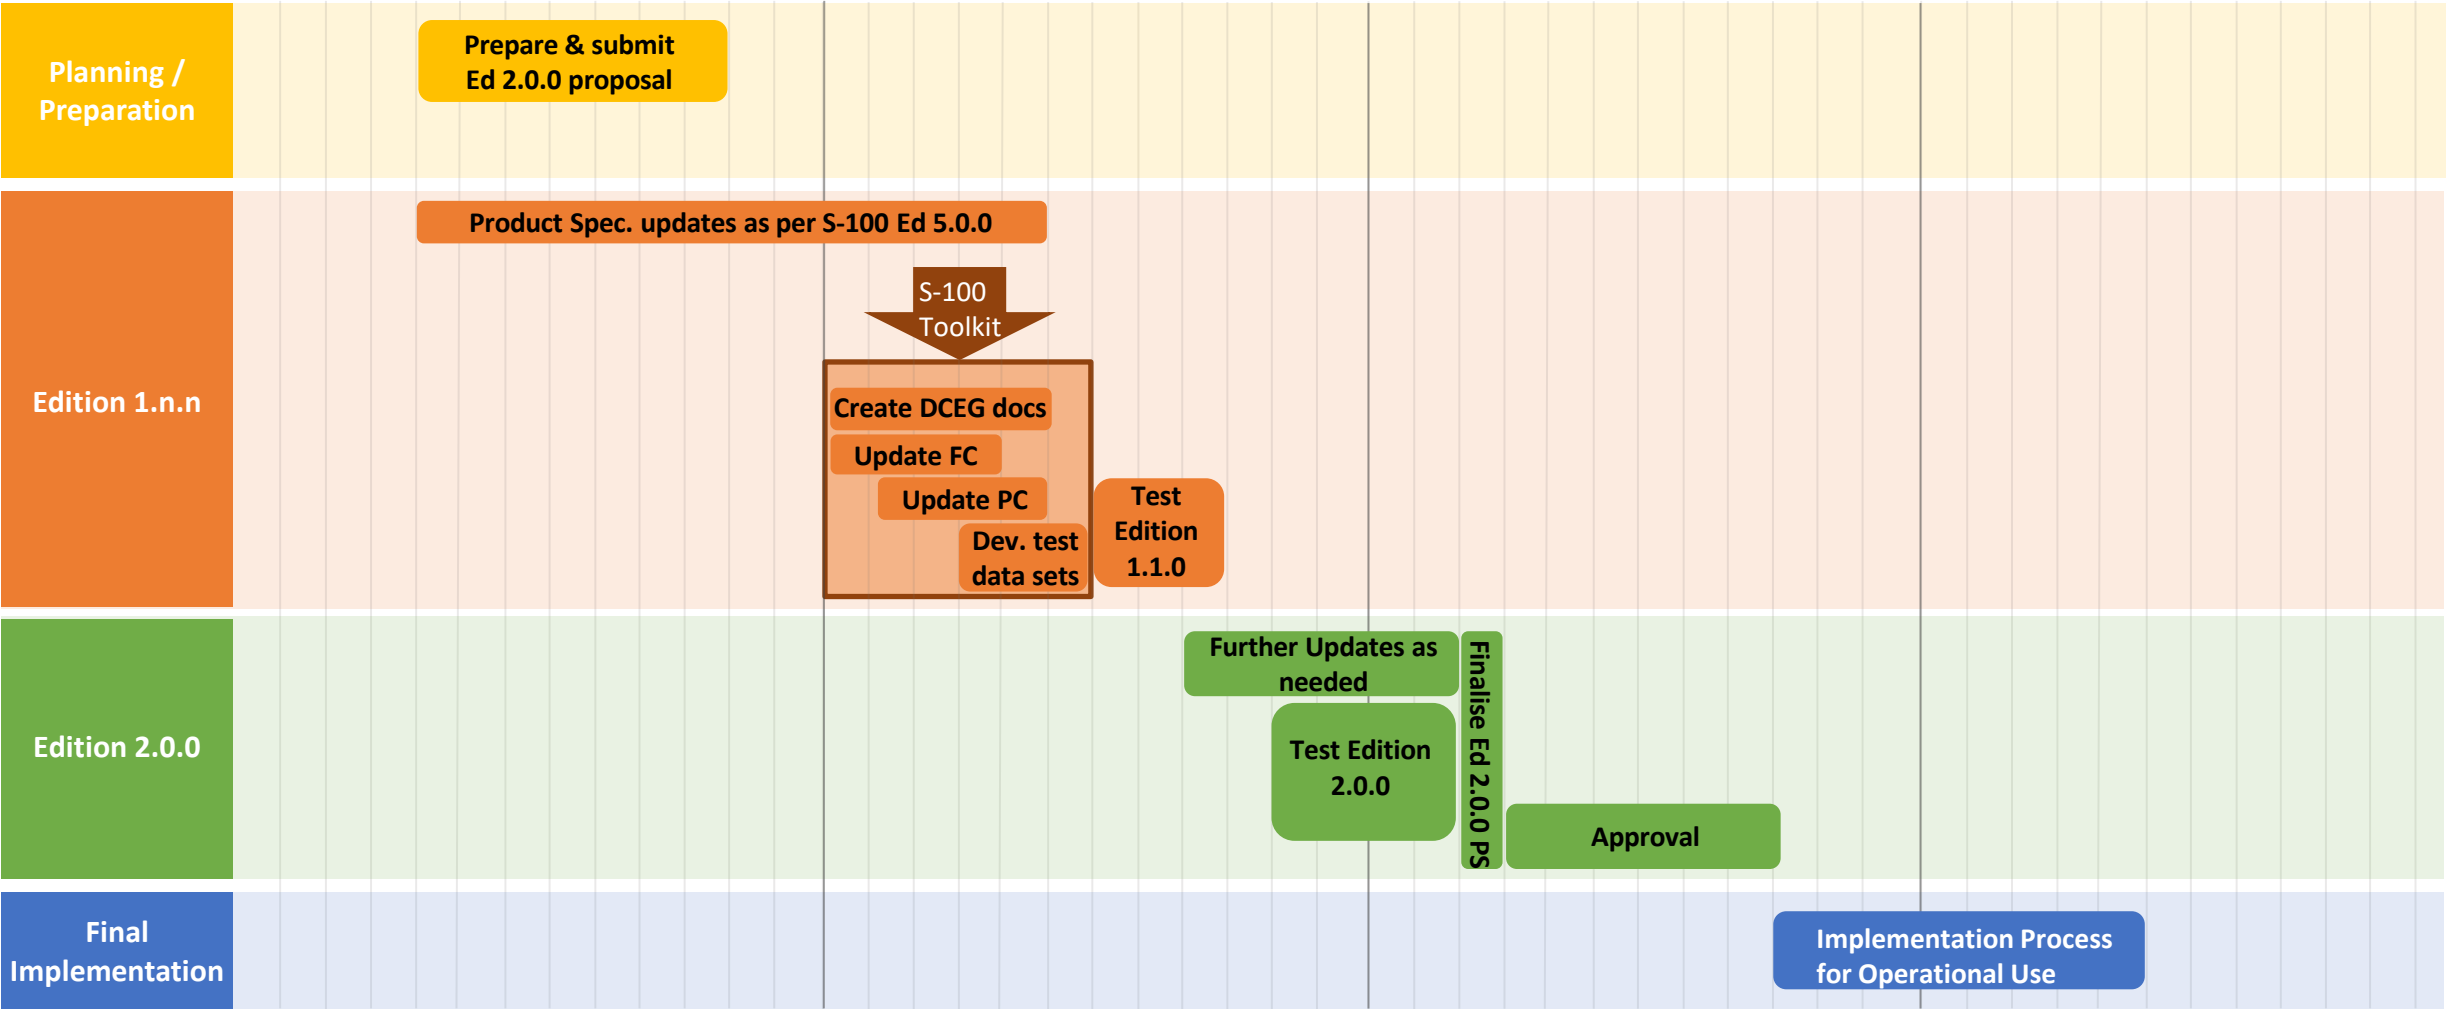 Planning /
Preparation
Prepare & submit
Ed 2.0.0 proposal
Edition 1.n.n
Product Spec. updates as per S-100 Ed 5.0.0
S-100
Toolkit
Create DCEG docs
Update FC
Update PC
Dev. test
data sets
Test
Edition
1.1.0
Edition 2.0.0
Further Updates as
needed
Test Edition
2.0.0
Finalise Ed 2.0.0 PS
Approval
Final
Implementation
Implementation Process
for Operational Use